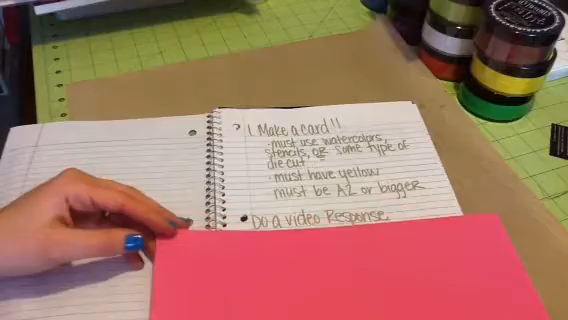 1 Make a card!!
· must use watercolors,
stencils, OR some type of
die cut
· must have yellow
must be A2 or bigger
Do a video Response